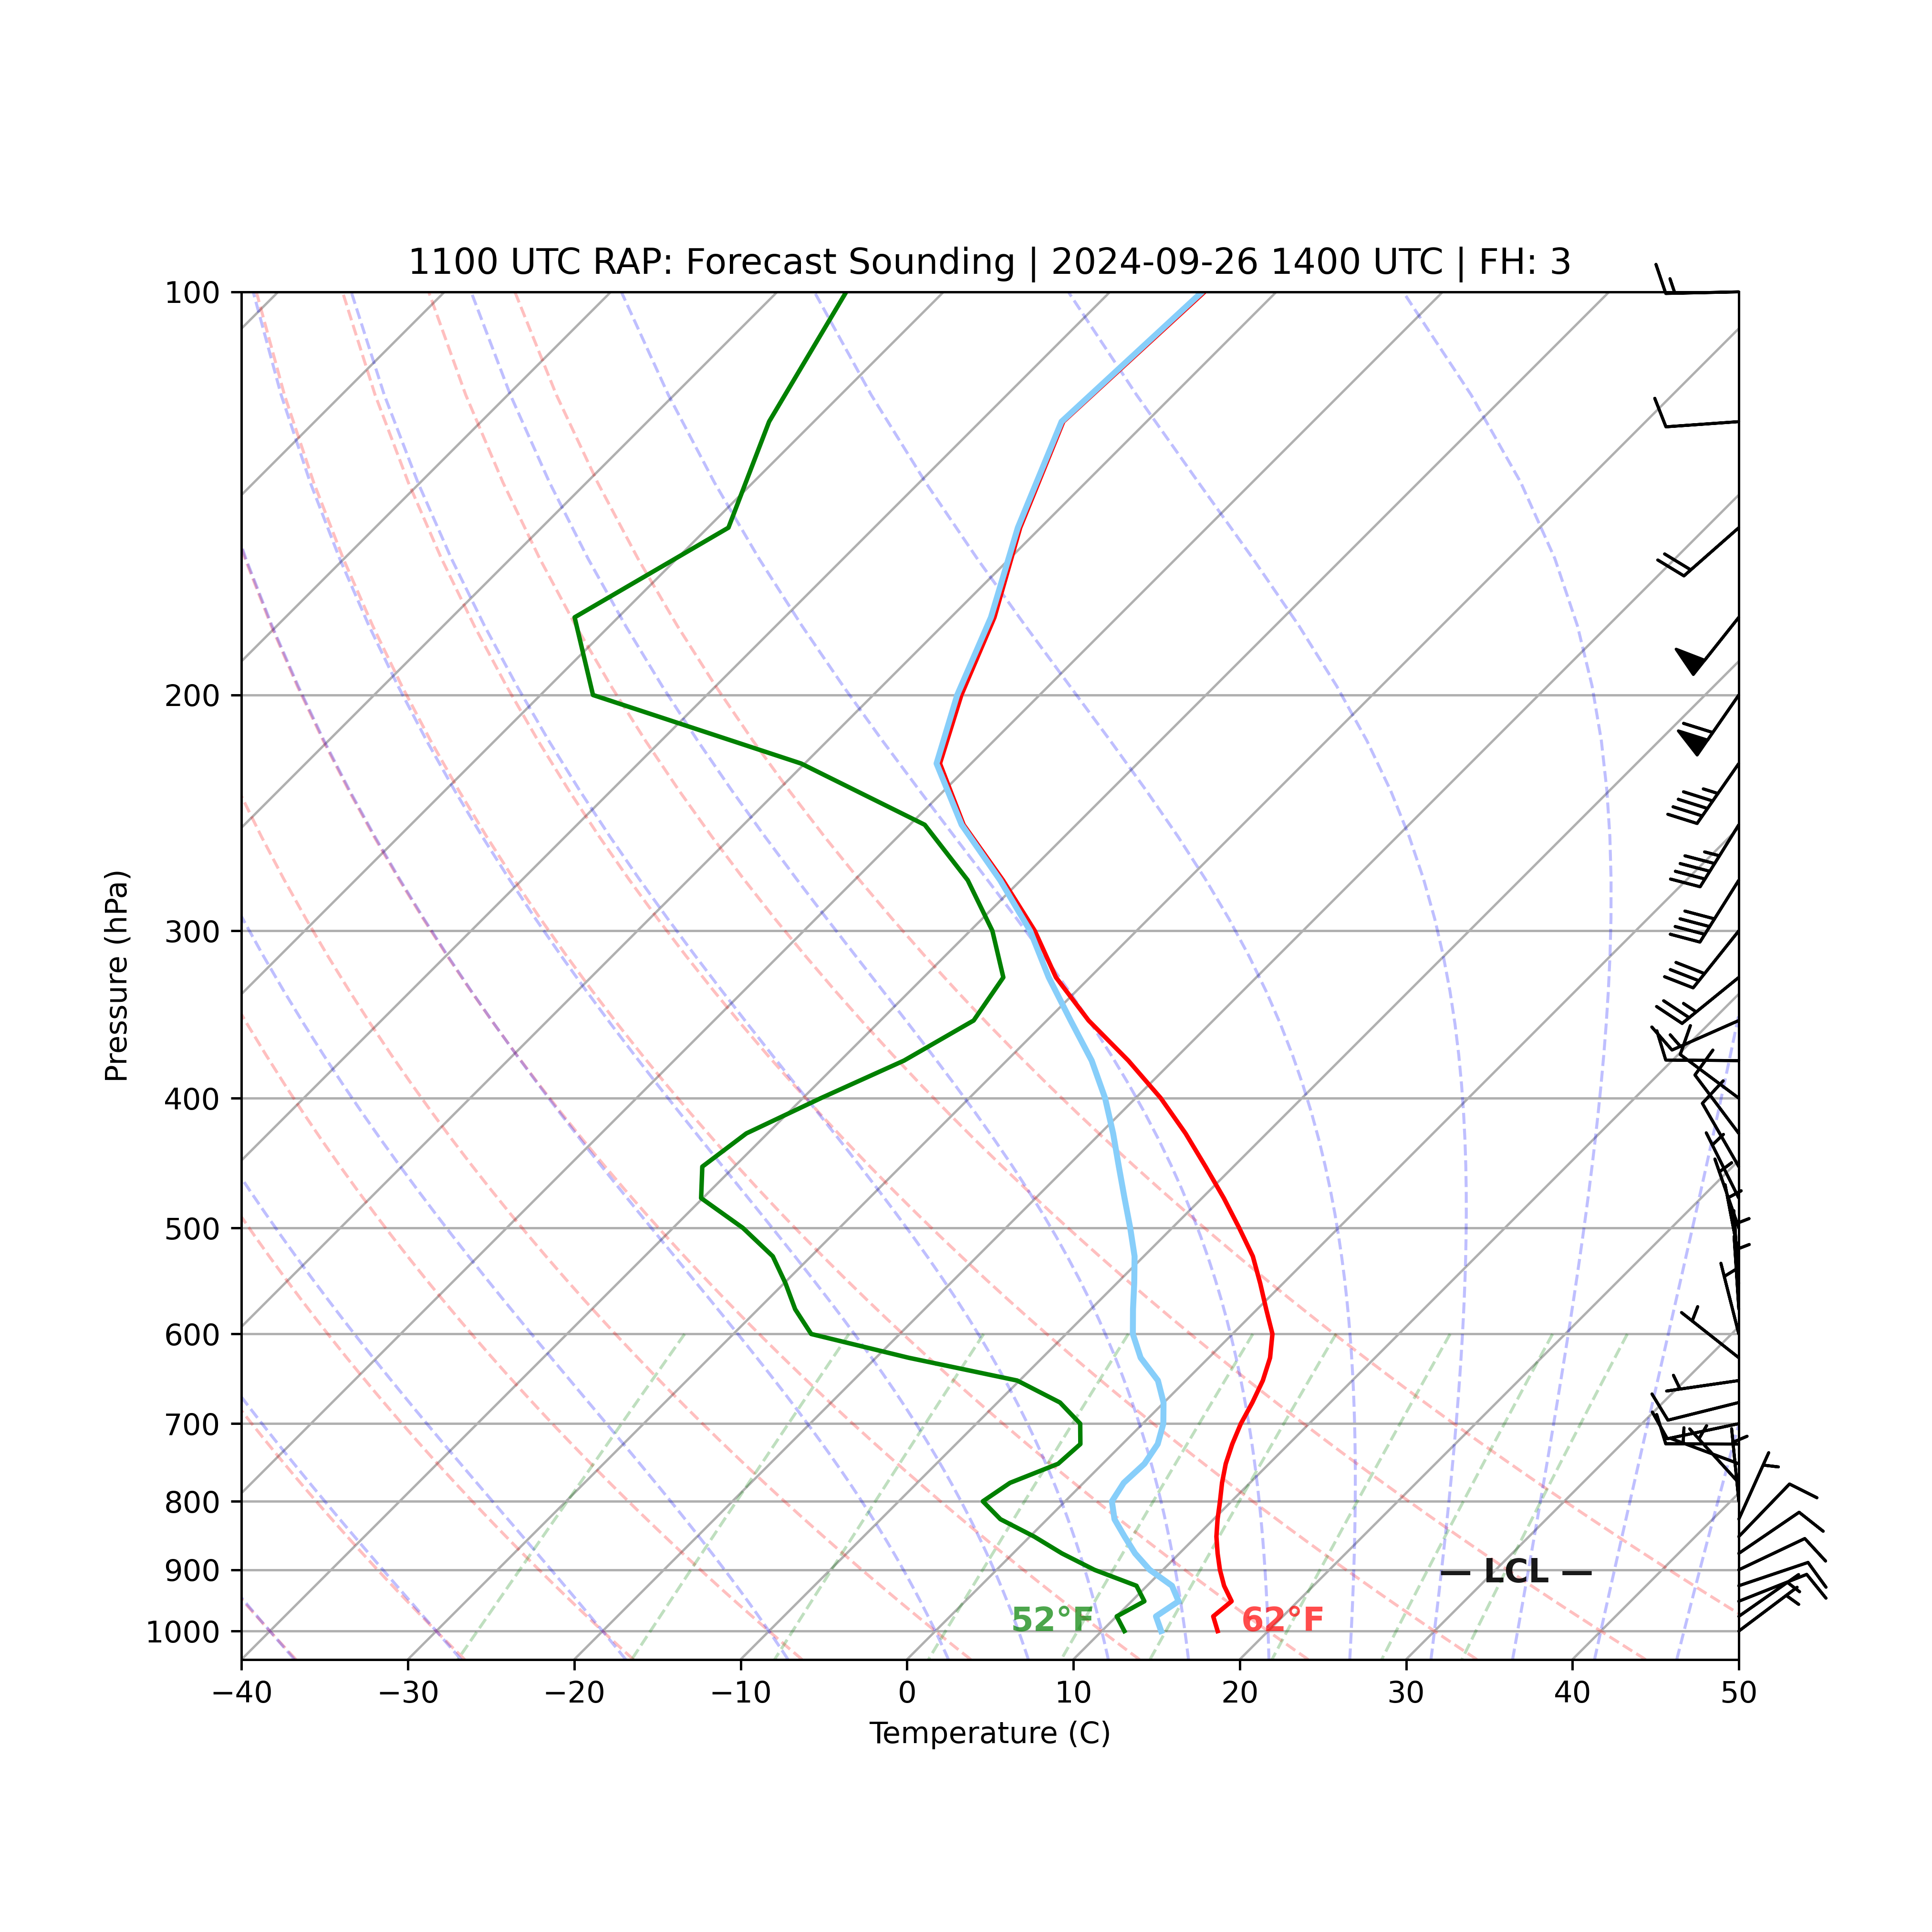 1100 UTC RAP: Forecast Sounding | 2024-09-26 1400 UTC | FH: 3
100
200
300
400
500
600
700
800
900
1000
Pressure (hPa)
— LCL —
52°F
62°F
−40 −30 −20 −10 0 10 20 30 40 50
Temperature (C)